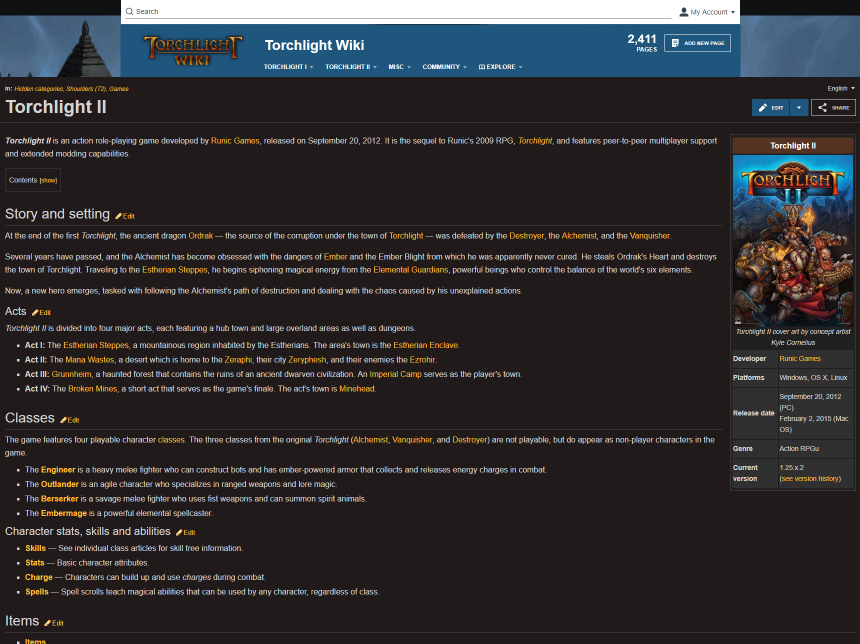 Search
My Account
TORCHLIGHT WIKI
Torchlight Wiki
2,411 PAGES
ADD NEW PAGE
TORCHLIGHT I
TORCHLIGHT II
MISC
COMMUNITY
EXPLORE
in: Hidden categories, Shoulders (T2), Games
English
Torchlight II
EDIT
SHARE
Torchlight II is an action role-playing game developed by Runic Games, released on September 20, 2012. It is the sequel to Runic's 2009 RPG, Torchlight, and features peer-to-peer multiplayer support
and extended modding capabilities.
Contents [show]
Story and setting Edit
At the end of the first Torchlight, the ancient dragon Ordrak — the source of the corruption under the town of Torchlight — was defeated by the Destroyer, the Alchemist, and the Vanquisher.
Several years have passed, and the Alchemist has become obsessed with the dangers of Ember and the Ember Blight from which he was apparently never cured. He steals Ordrak's Heart and destroys
the town of Torchlight. Traveling to the Estherian Steppes, he begins siphoning magical energy from the Elemental Guardians, powerful beings who control the balance of the world's six elements.
Now, a new hero emerges, tasked with following the Alchemist's path of destruction and dealing with the chaos caused by his unexplained actions.
Acts Edit
Torchlight II is divided into four major acts, each featuring a hub town and large overland areas as well as dungeons.
Act I: The Estherian Steppes, a mountainous region inhabited by the Estherians. The area's town is the Estherian Enclave.
Act II: The Mana Wastes, a desert which is home to the Zeraphi, their city Zeryphesh, and their enemies the Ezrohir.
Act III: Grunnheim, a haunted forest that contains the ruins of an ancient dwarven civilization. An Imperial Camp serves as the player's town.
Act IV: The Broken Mines, a short act that serves as the game's finale. The act's town is Minehead.
Classes Edit
The game features four playable character classes. The three classes from the original Torchlight (Alchemist, Vanquisher, and Destroyer) are not playable, but do appear as non-player characters in the
game.
The Engineer is a heavy melee fighter who can construct bots and has ember-powered armor that collects and releases energy charges in combat.
The Outlander is an agile character who specializes in ranged weapons and lore magic.
The Berserker is a savage melee fighter who uses fist weapons and can summon spirit animals.
The Embermage is a powerful elemental spellcaster.
Character stats, skills and abilities Edit
Skills — See individual class articles for skill tree information.
Stats — Basic character attributes.
Charge — Characters can build up and use charges during combat.
Spells — Spell scrolls teach magical abilities that can be used by any character, regardless of class.
Items Edit
Items
Torchlight II
TORCHLIGHT II
Torchlight II cover art by concept artist
Kyle Cornelius
Developer Runic Games
Platforms Windows, OS X, Linux
Release date September 20, 2012
(PC)
February 2, 2015 (Mac
OS)
Genre Action RPGu
Current version 1.25.x.2
(see version history)